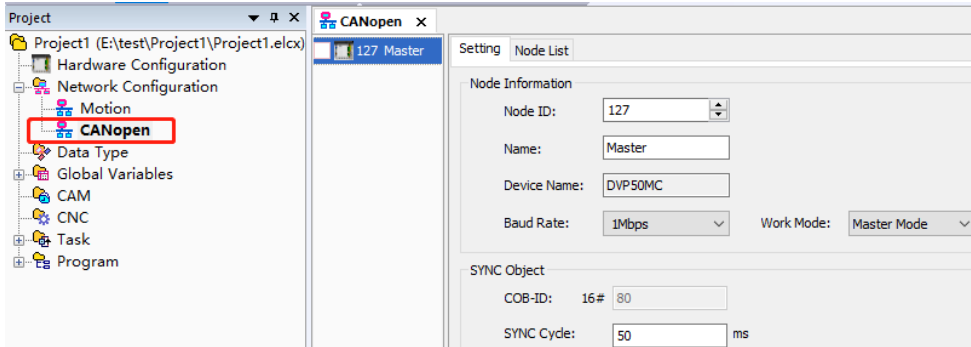 Project
Project1 (E:\test\Project1\Project1.elcx)
Hardware Configuration
Network Configuration
Motion
CANopen
Data Type
Global Variables
CAM
CNC
Task
Program
CANopen
127 Master
Setting Node List
Node Information
Node ID: 127
Name: Master
Device Name: DVP50MC
Baud Rate: 1Mbps Work Mode: Master Mode
SYNC Object
COB-ID: 16# 80
SYNC Cycle: 50 ms